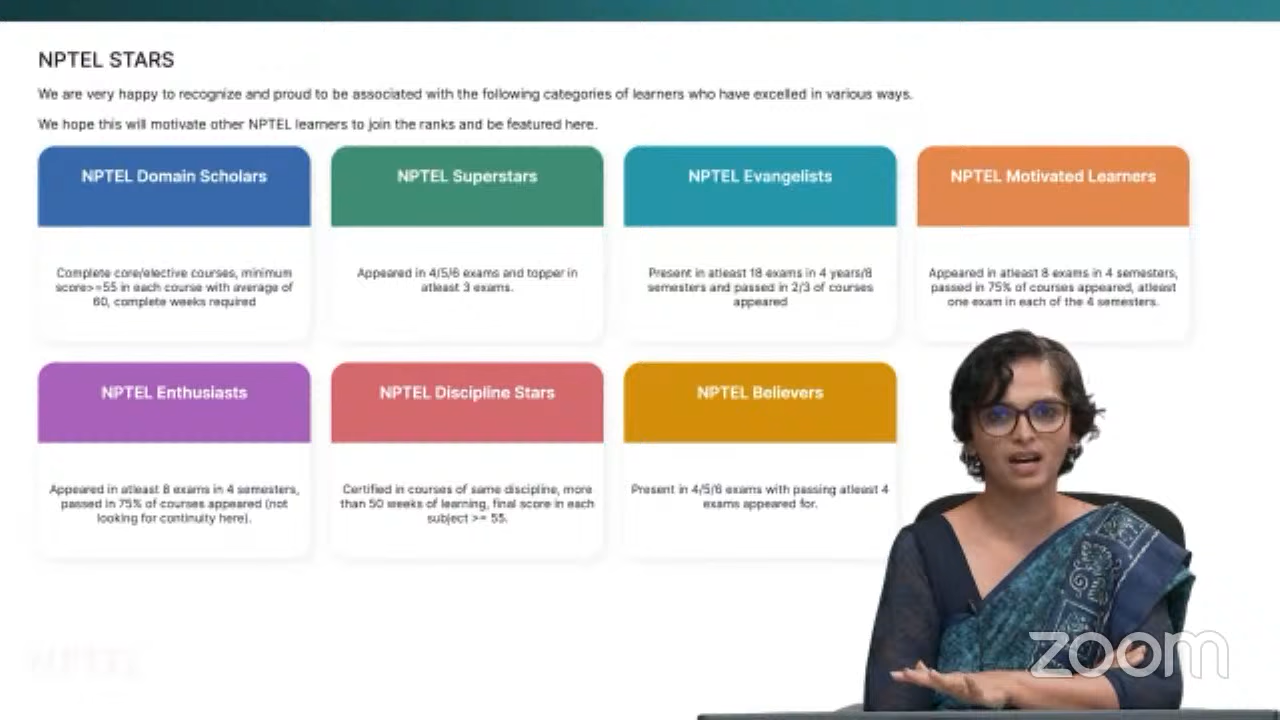 NPTEL STARS
We are very happy to recognize and proud to be associated with the following categories of learners who have excelled in various ways.
We hope this will motivate other NPTEL learners to join the ranks and be featured here.
NPTEL Domain Scholars
Complete core/elective courses, minimum
score>=55 in each course with average of
60, complete weeks required
NPTEL Superstars
Appeared in 4/5/6 exams and topper in
atleast 3 exams.
NPTEL Evangelists
Present in atleast 18 exams in 4 years/8
semesters and passed in 2/3 of courses
appeared
NPTEL Motivated Learners
Appeared in atleast 8 exams in 4 semesters,
passed in 75% of courses appeared, atleast
one exam in each of the 4 semesters.
NPTEL Enthusiasts
Appeared in atleast 8 exams in 4 semesters,
passed in 75% of courses appeared (not
looking for continuity here).
NPTEL Discipline Stars
Certified in courses of same discipline, more
than 50 weeks of learning, final score in each
subject >= 55.
NPTEL Believers
Present in 4/5/6 exams with passing atleast 4
exams appeared for.
NPTEL
zoom